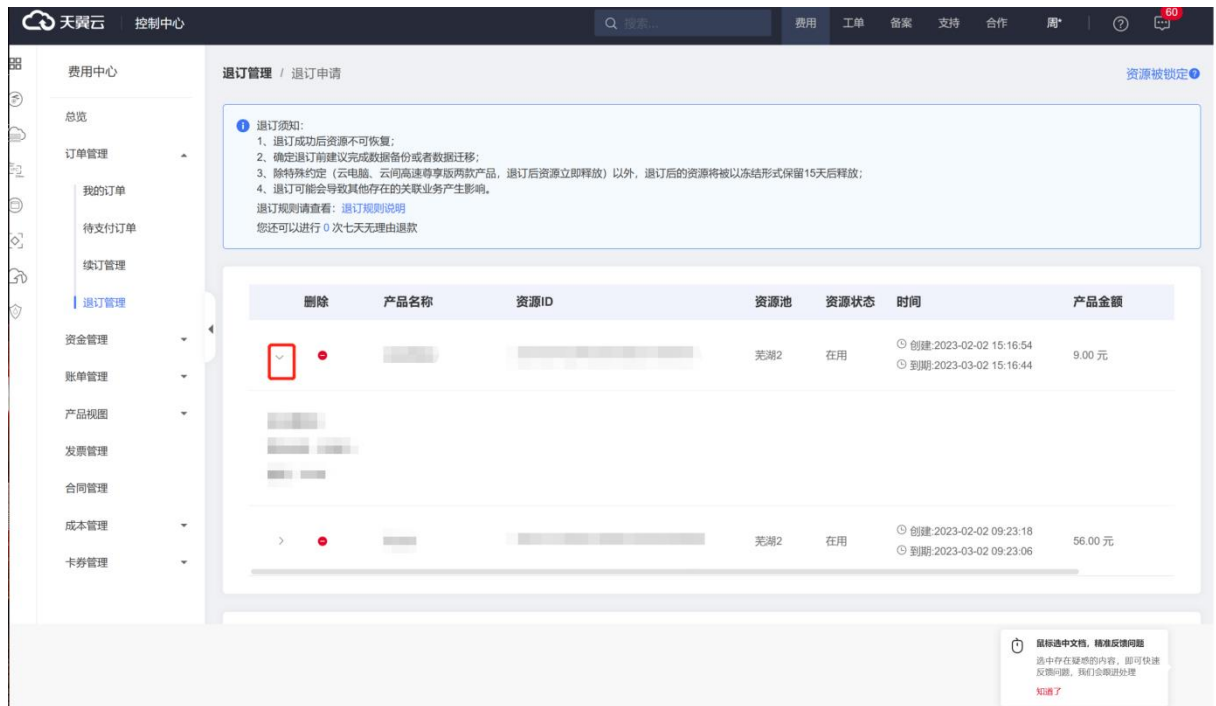 天翼云
控制中心
搜索...
费用
工单
备案
支持
合作
周*
60
费用中心
退订管理 / 退订申请
资源被锁定
总览
订单管理
我的订单
待支付订单
续订管理
退订管理
资金管理
账单管理
产品视图
发票管理
合同管理
成本管理
卡券管理
退订须知:
1、退订成功后资源不可恢复;
2、确定退订前建议完成数据备份或者数据迁移;
3、除特殊约定（云电脑、云间高速尊享版两款产品，退订后资源立即释放）以外，退订后的资源将被以冻结形式保留15天后释放;
4、退订可能会导致其他存在的关联业务产生影响。
退订规则请查看: 退订规则说明
您还可以进行 0 次七天无理由退款
删除 产品名称 资源ID 资源池 资源状态 时间 产品金额
芜湖2 在用 创建:2023-02-02 15:16:54 9.00 元
到期:2023-03-02 15:16:44
芜湖2 在用 创建:2023-02-02 09:23:18 56.00 元
到期:2023-03-02 09:23:06
鼠标选中文档，精准反馈问题
选中存在疑惑的内容，即可快速
反馈问题，我们会跟进处理
知道了